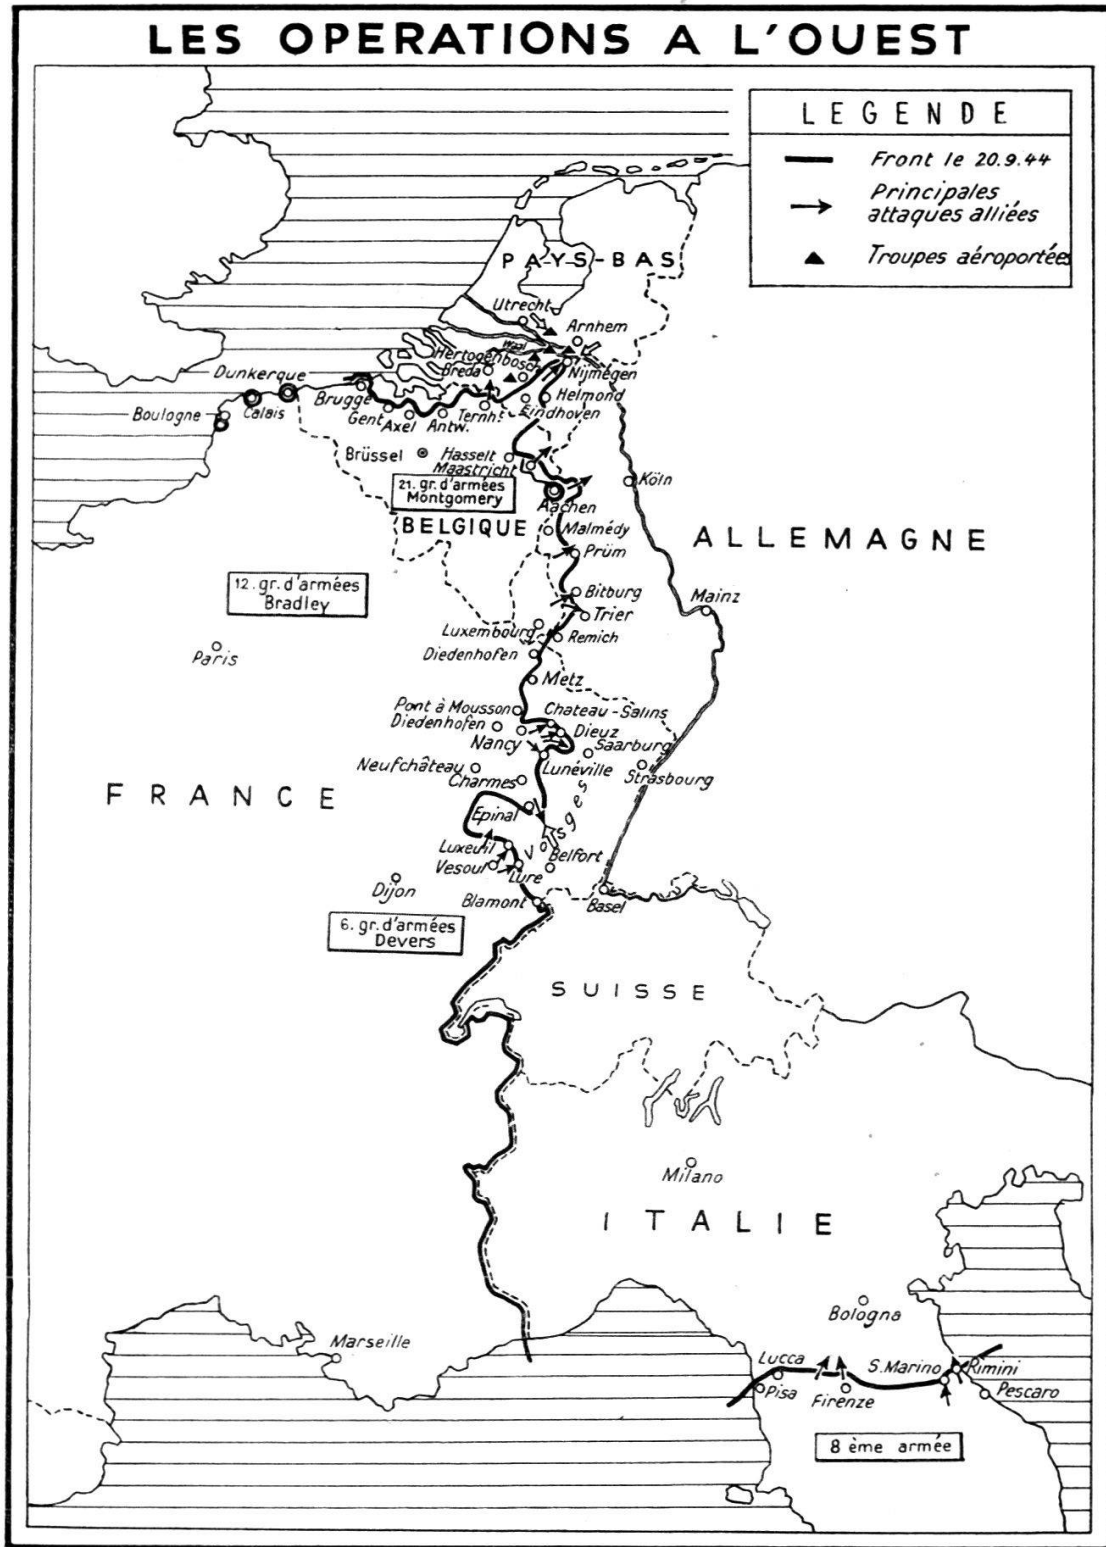 LES OPERATIONS A L'OUEST
LEGENDE
Front le 20.9.44
Principales
attaques alliées
Troupes aéroportées
PAYS-BAS
Utrecht
Arnhem
Waal
Hertogenbosch
Breda
Nijmegen
Dunkerque
Brugge
Helmond
Boulogne
Calais
Gent
Axel
Antw.
Ternht.
Eindhoven
Brüssel
Hasselt
Maastricht
Köln
21. gr. d'armées
Montgomery
Aachen
BELGIQUE
Malmédy
ALLEMAGNE
Prüm
12. gr. d'armées
Bradley
Bitburg
Mainz
Trier
Luxembourg
Remich
Paris
Diedenhofen
Metz
Pont à Mousson
Chateau-Salins
Diedenhofen
Dieuz
Nancy
Saarburg
Neufchâteau
Lunéville
Strasbourg
Charmes
FRANCE
Epinal
Vosges
Luxeuil
Belfort
Vesoul
Lure
Dijon
Blamont
Basel
6. gr. d'armées
Devers
SUISSE
Milano
ITALIE
Bologna
Marseille
Lucca
S. Marino
Rimini
Pisa
Firenze
Pescaro
8 ème armée